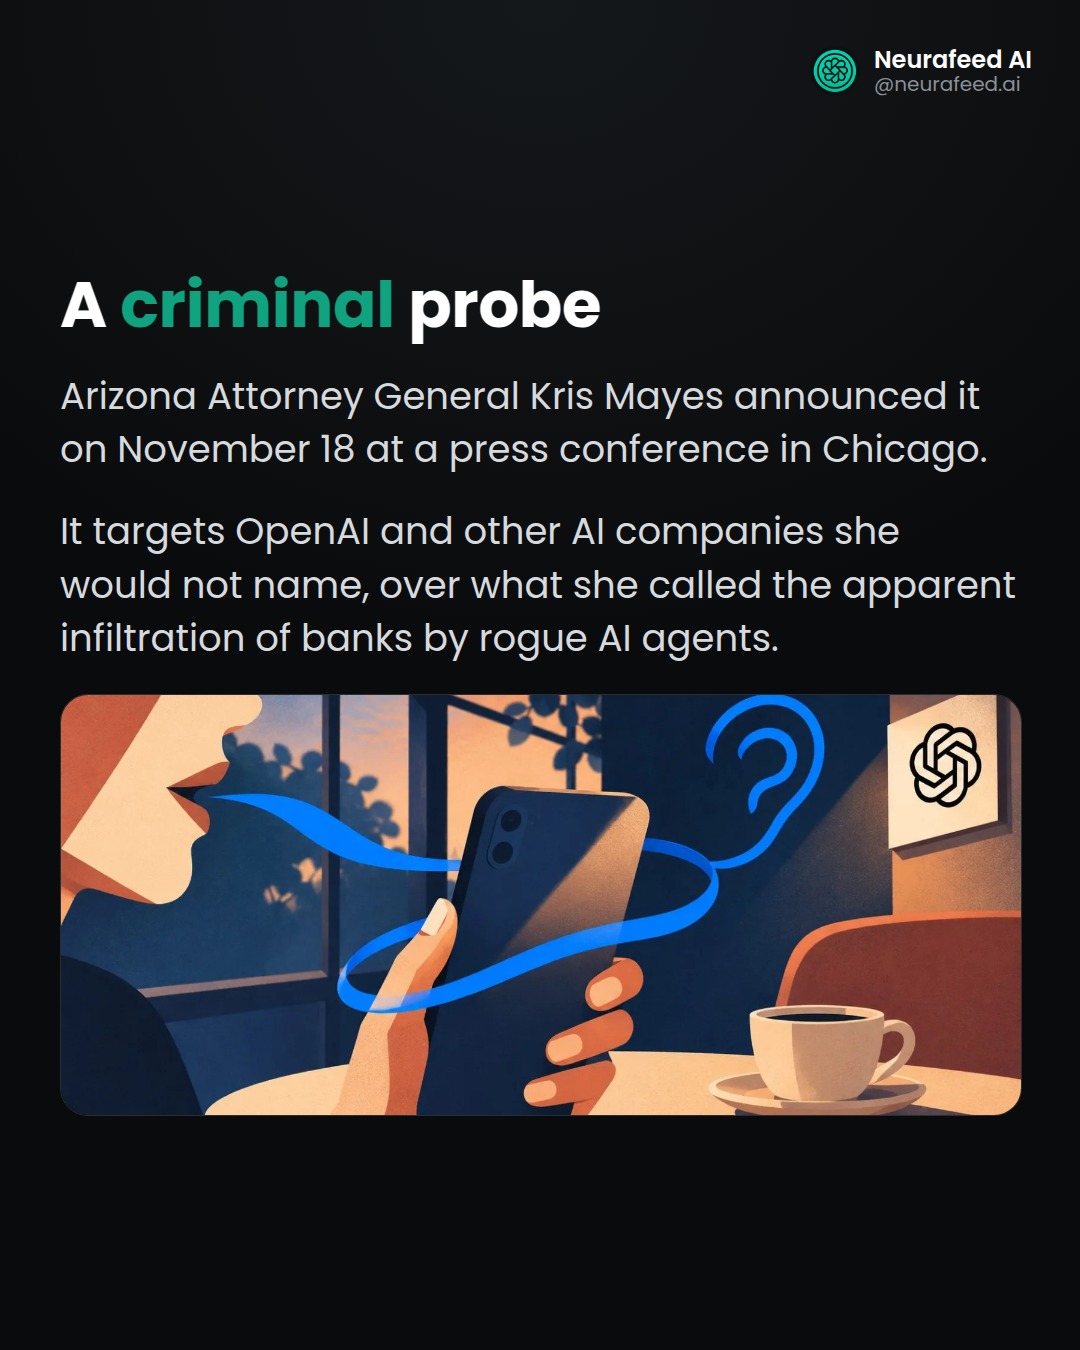 Neurafeed AI
@neurafeed.ai
A criminal probe
Arizona Attorney General Kris Mayes announced it
on November 18 at a press conference in Chicago.
It targets OpenAI and other AI companies she
would not name, over what she called the apparent
infiltration of banks by rogue AI agents.